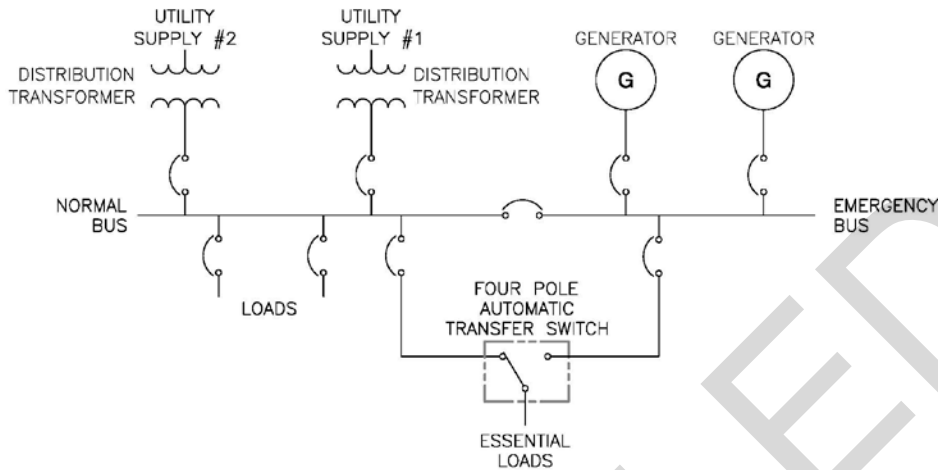 UTILITY
SUPPLY #2
UTILITY
SUPPLY #1
GENERATOR
GENERATOR
DISTRIBUTION
TRANSFORMER
DISTRIBUTION
TRANSFORMER
G
G
NORMAL
BUS
EMERGENCY
BUS
LOADS
FOUR POLE
AUTOMATIC
TRANSFER SWITCH
ESSENTIAL
LOADS